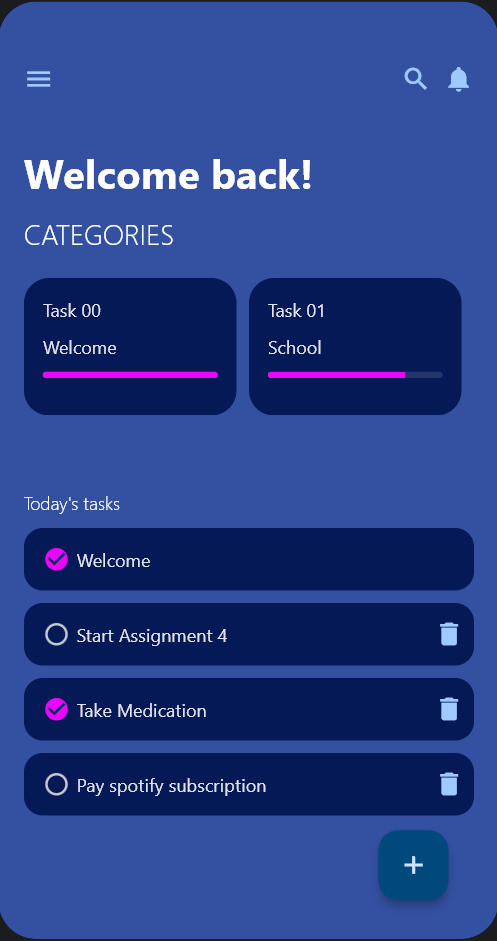 Welcome back!
CATEGORIES
Task 00
Welcome
Task 01
School
Today's tasks
Welcome
Start Assignment 4
Take Medication
Pay spotify subscription
+